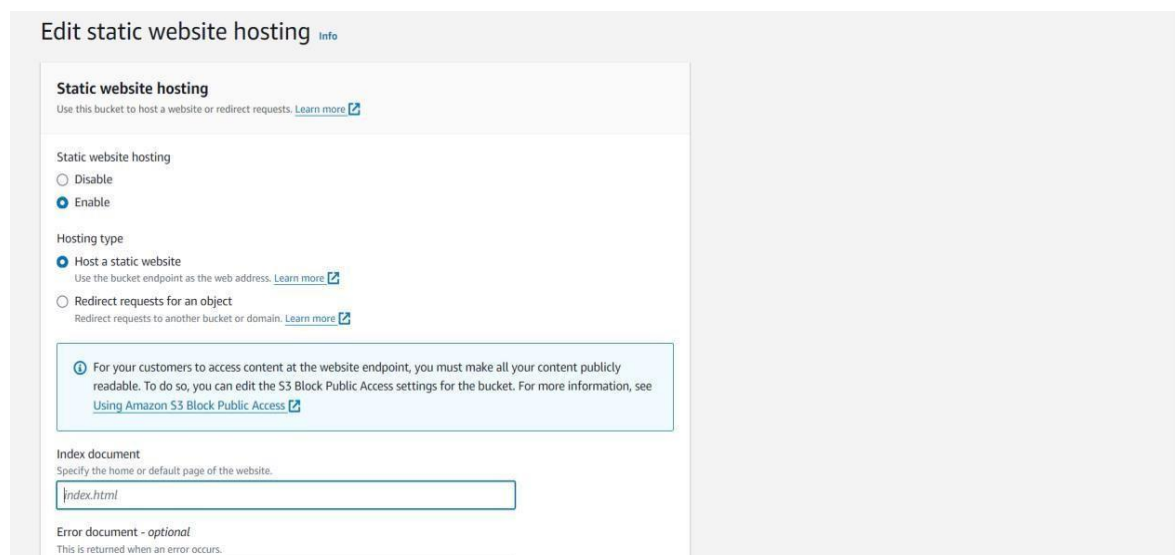 Edit static website hosting Info
Static website hosting
Use this bucket to host a website or redirect requests. Learn more
Static website hosting
Disable
Enable
Hosting type
Host a static website
Use the bucket endpoint as the web address. Learn more
Redirect requests for an object
Redirect requests to another bucket or domain. Learn more
For your customers to access content at the website endpoint, you must make all your content publicly
readable. To do so, you can edit the S3 Block Public Access settings for the bucket. For more information, see
Using Amazon S3 Block Public Access
Index document
Specify the home or default page of the website.
index.html
Error document - optional
This is returned when an error occurs.